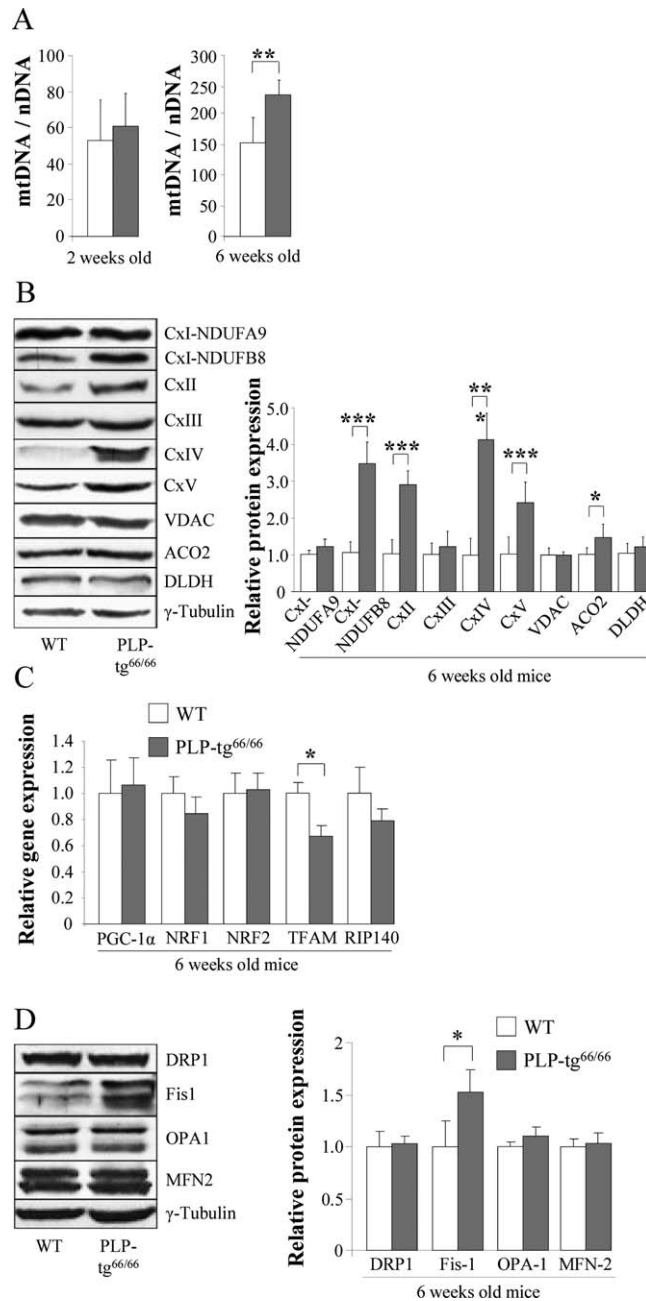 A
mtDNA / nDNA
80
60
40
20
0
2 weeks old
mtDNA / nDNA
300
250
200
150
100
50
0
**
6 weeks old
B
CxI-NDUFA9
CxI-NDUFB8
CxII
CxIII
CxIV
CxV
VDAC
ACO2
DLDH
γ-Tubulin
WT
PLP-
tg66/66
Relative protein expression
5.0
4.0
3.0
2.0
1.0
0
***
***
**
*
***
*
CxI-
NDUFA9
CxI-
NDUFB8
CxII
CxIII
CxIV
CxV
VDAC
ACO2
DLDH
6 weeks old mice
C
WT
PLP-tg66/66
Relative gene expression
1.4
1.2
1.0
0.8
0.6
0.4
0.2
0
*
PGC-1α NRF1 NRF2 TFAM RIP140
6 weeks old mice
D
DRP1
Fis1
OPA1
MFN2
γ-Tubulin
WT
PLP-
tg66/66
WT
PLP-tg66/66
Relative protein expression
2
1.5
1.0
0.5
0
*
DRP1 Fis-1 OPA-1 MFN-2
6 weeks old mice